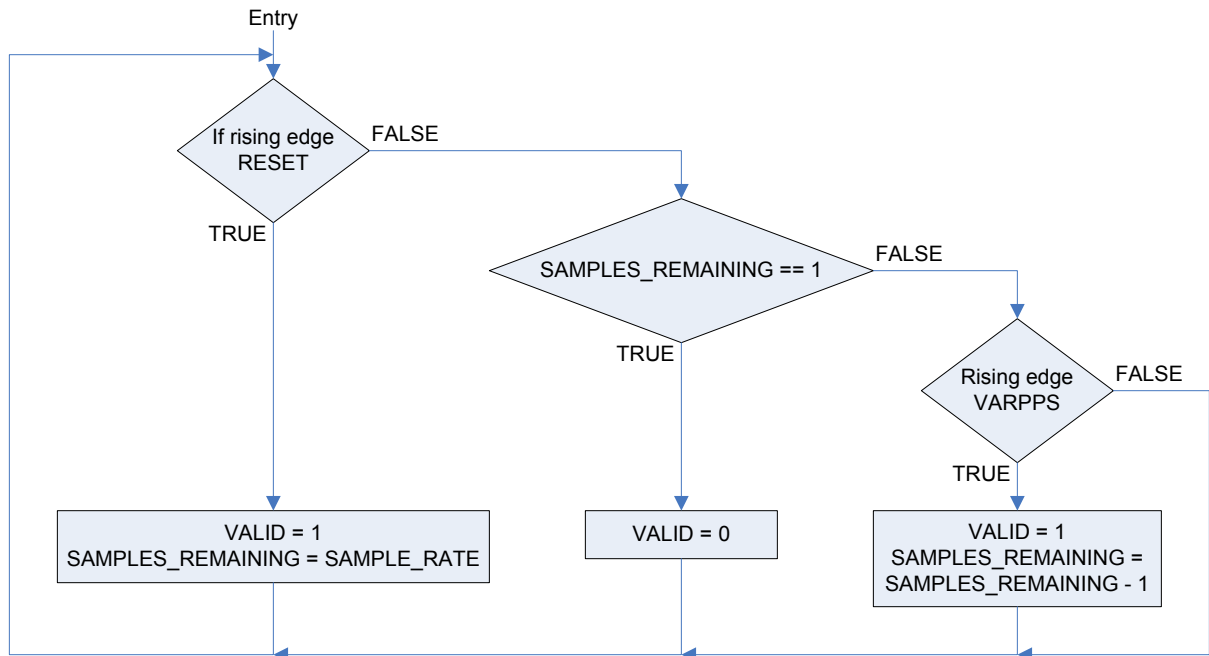 Entry
If rising edge
RESET
FALSE
TRUE
SAMPLES_REMAINING == 1
FALSE
TRUE
Rising edge
VARPPS
FALSE
TRUE
VALID = 1
SAMPLES_REMAINING = SAMPLE_RATE
VALID = 0
VALID = 1
SAMPLES_REMAINING =
SAMPLES_REMAINING - 1